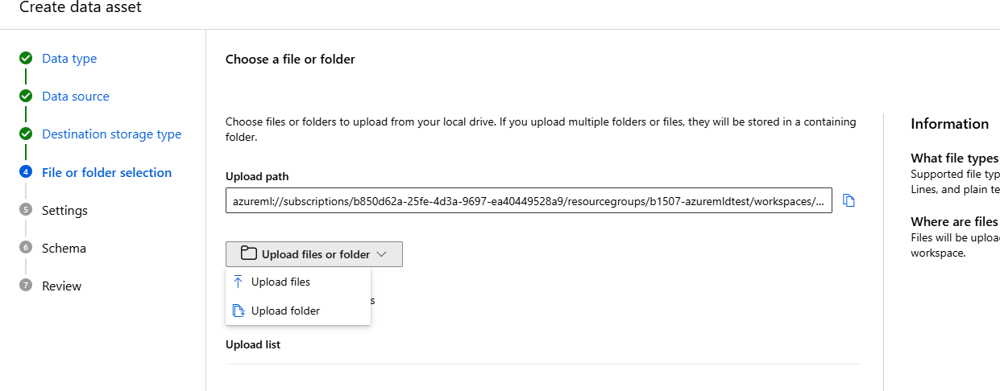 Create data asset
Data type
Data source
Destination storage type
4 File or folder selection
5 Settings
6 Schema
7 Review
Choose a file or folder
Choose files or folders to upload from your local drive. If you upload multiple folders or files, they will be stored in a containing
folder.
Upload path
azureml://subscriptions/b850d62a-25fe-4d3a-9697-ea40449528a9/resourcegroups/b1507-azuremldtest/workspaces/...
Upload files or folder
Upload files
Upload folder
s
Upload list
Information
What file types
Supported file typ
Lines, and plain te
Where are files
Files will be uploa
workspace.